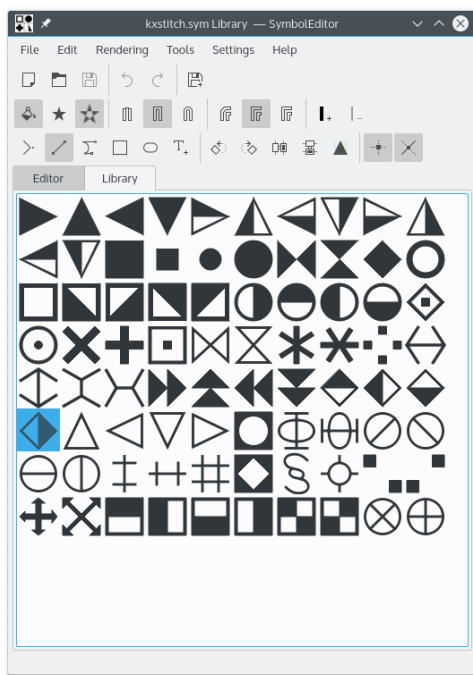 kxstitch.sym Library — SymbolEditor
File Edit Rendering Tools Settings Help
Editor Library